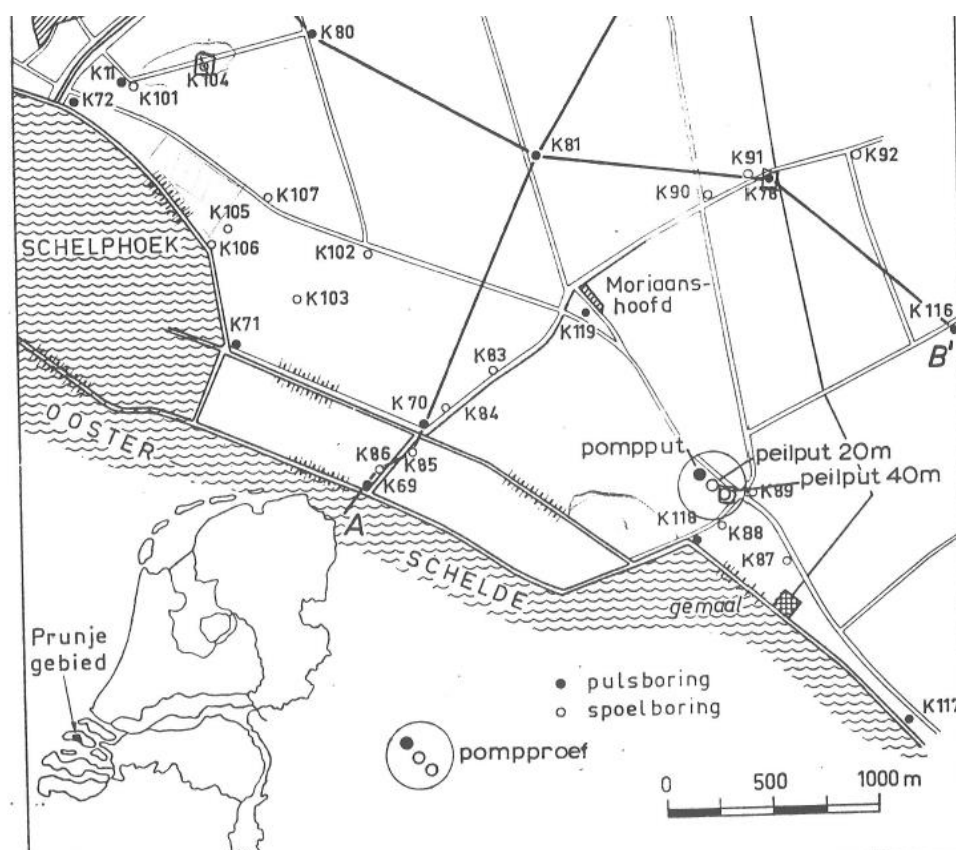 K80
K11
K104
K101
K72
K81
K91
K92
K90
K78
K107
K105
SCHELPHOEK
K106
K102
K103
Moriaans-
hoofd
K116
K119
B'
K71
K83
K70
K84
OOSTER
pompput
peilput 20m
K86
K85
peilput 40m
K69
K89
A
K118
K88
SCHELDE
K87
gemaal
Prunje
gebied
pulsboring
spoelboring
K117
pompproef
0 500 1000 m